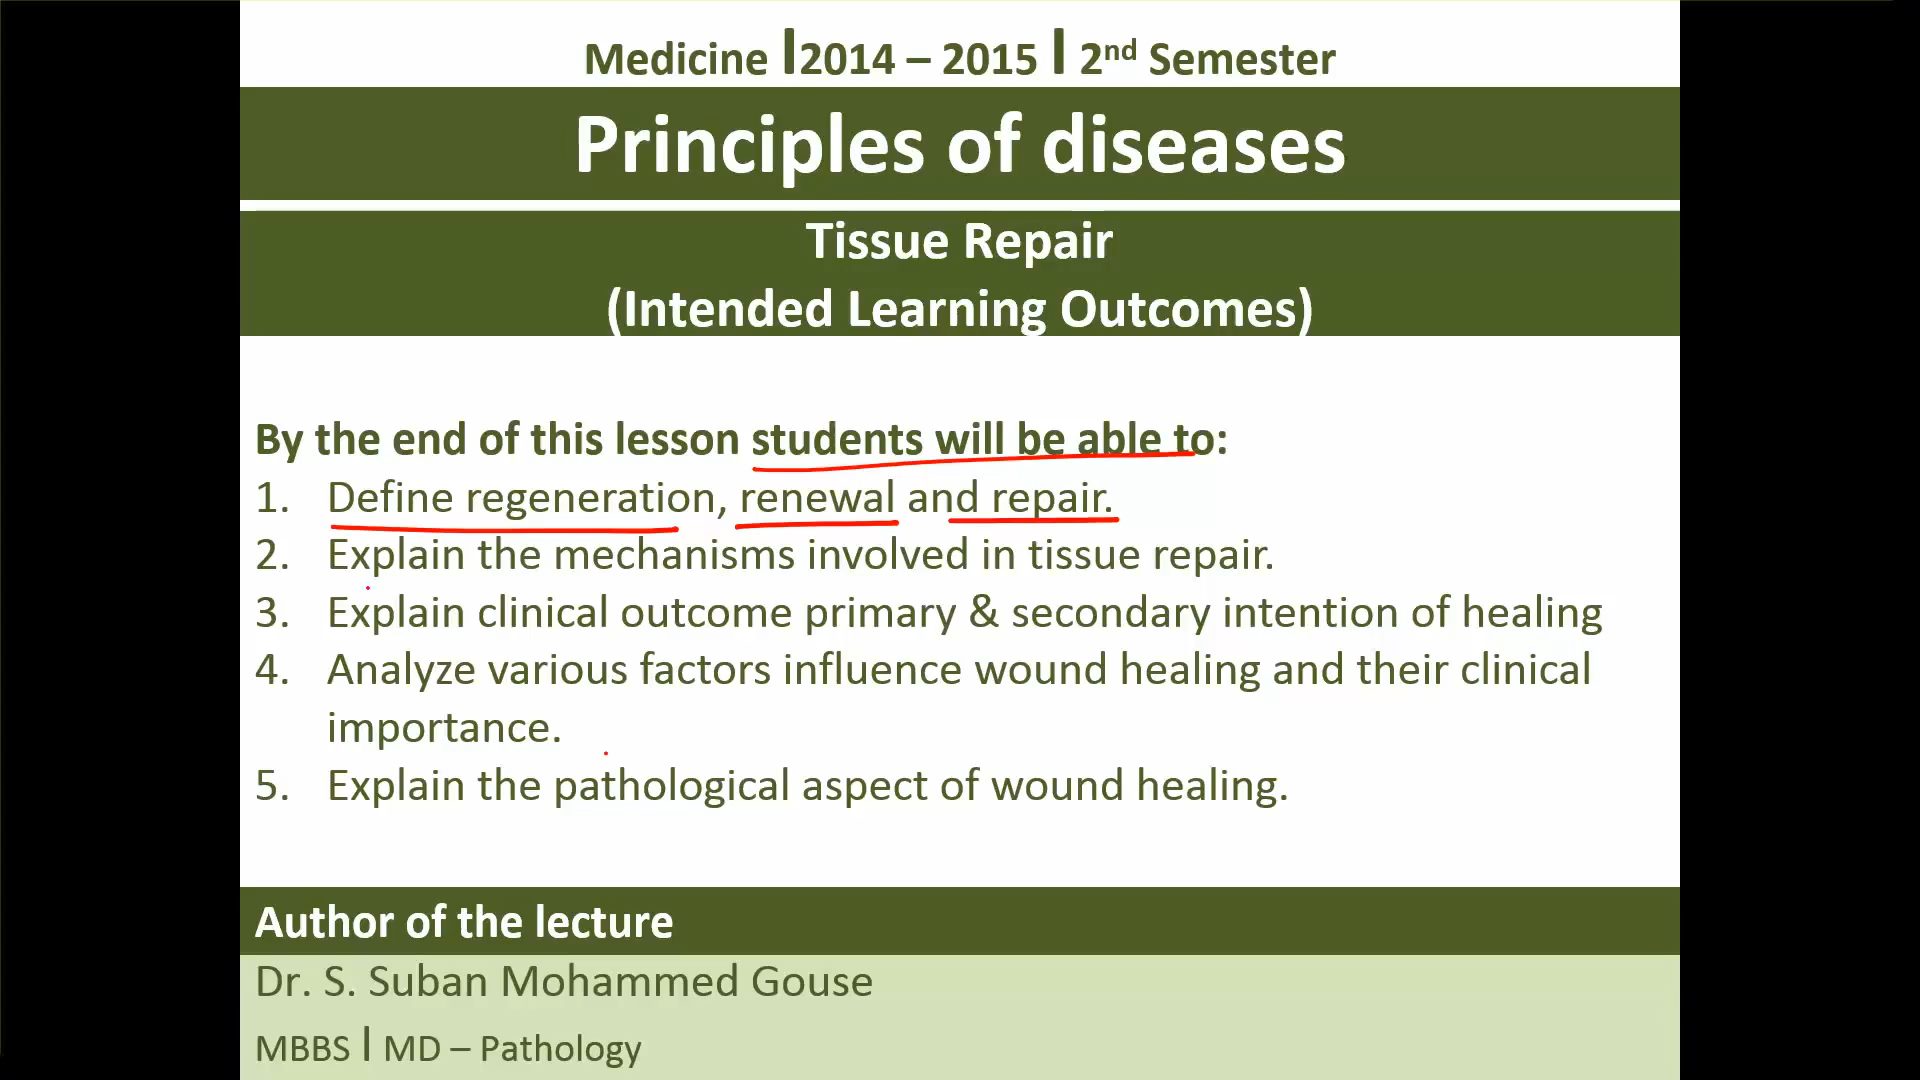 Medicine |2014 – 2015 | 2nd Semester
Principles of diseases
Tissue Repair
(Intended Learning Outcomes)
By the end of this lesson students will be able to:
1. Define regeneration, renewal and repair.
2. Explain the mechanisms involved in tissue repair.
3. Explain clinical outcome primary & secondary intention of healing
4. Analyze various factors influence wound healing and their clinical
importance.
5. Explain the pathological aspect of wound healing.
Author of the lecture
Dr. S. Suban Mohammed Gouse
MBBS | MD – Pathology